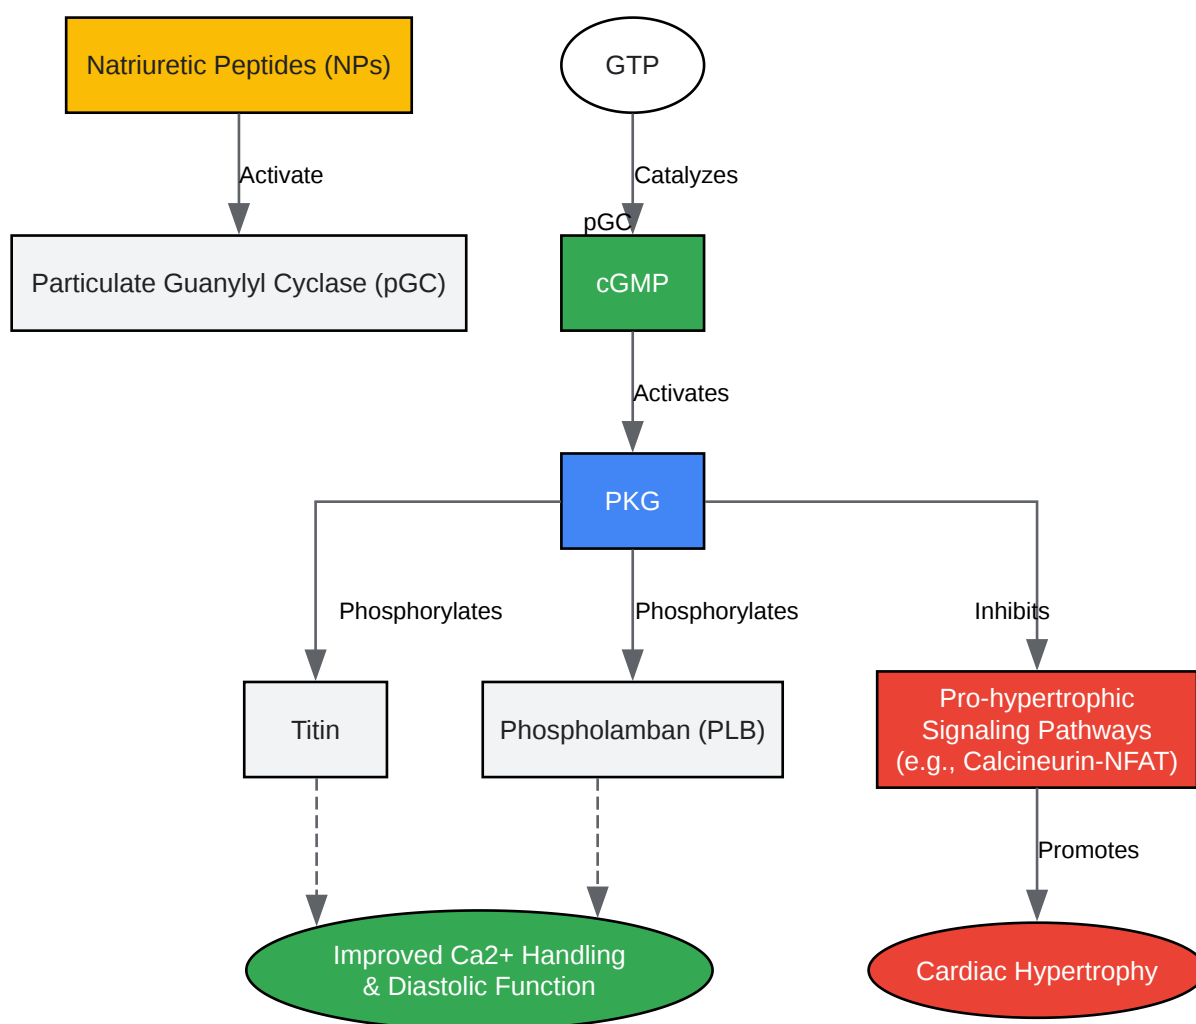 Natriuretic Peptides (NPs)
GTP
Activate
Catalyzes
pGC
Particulate Guanylyl Cyclase (pGC)
cGMP
Activates
PKG
Phosphorylates
Phosphorylates
Inhibits
Titin
Phospholamban (PLB)
Pro-hypertrophic
Signaling Pathways
(e.g., Calcineurin-NFAT)
Promotes
Improved Ca2+ Handling
& Diastolic Function
Cardiac Hypertrophy